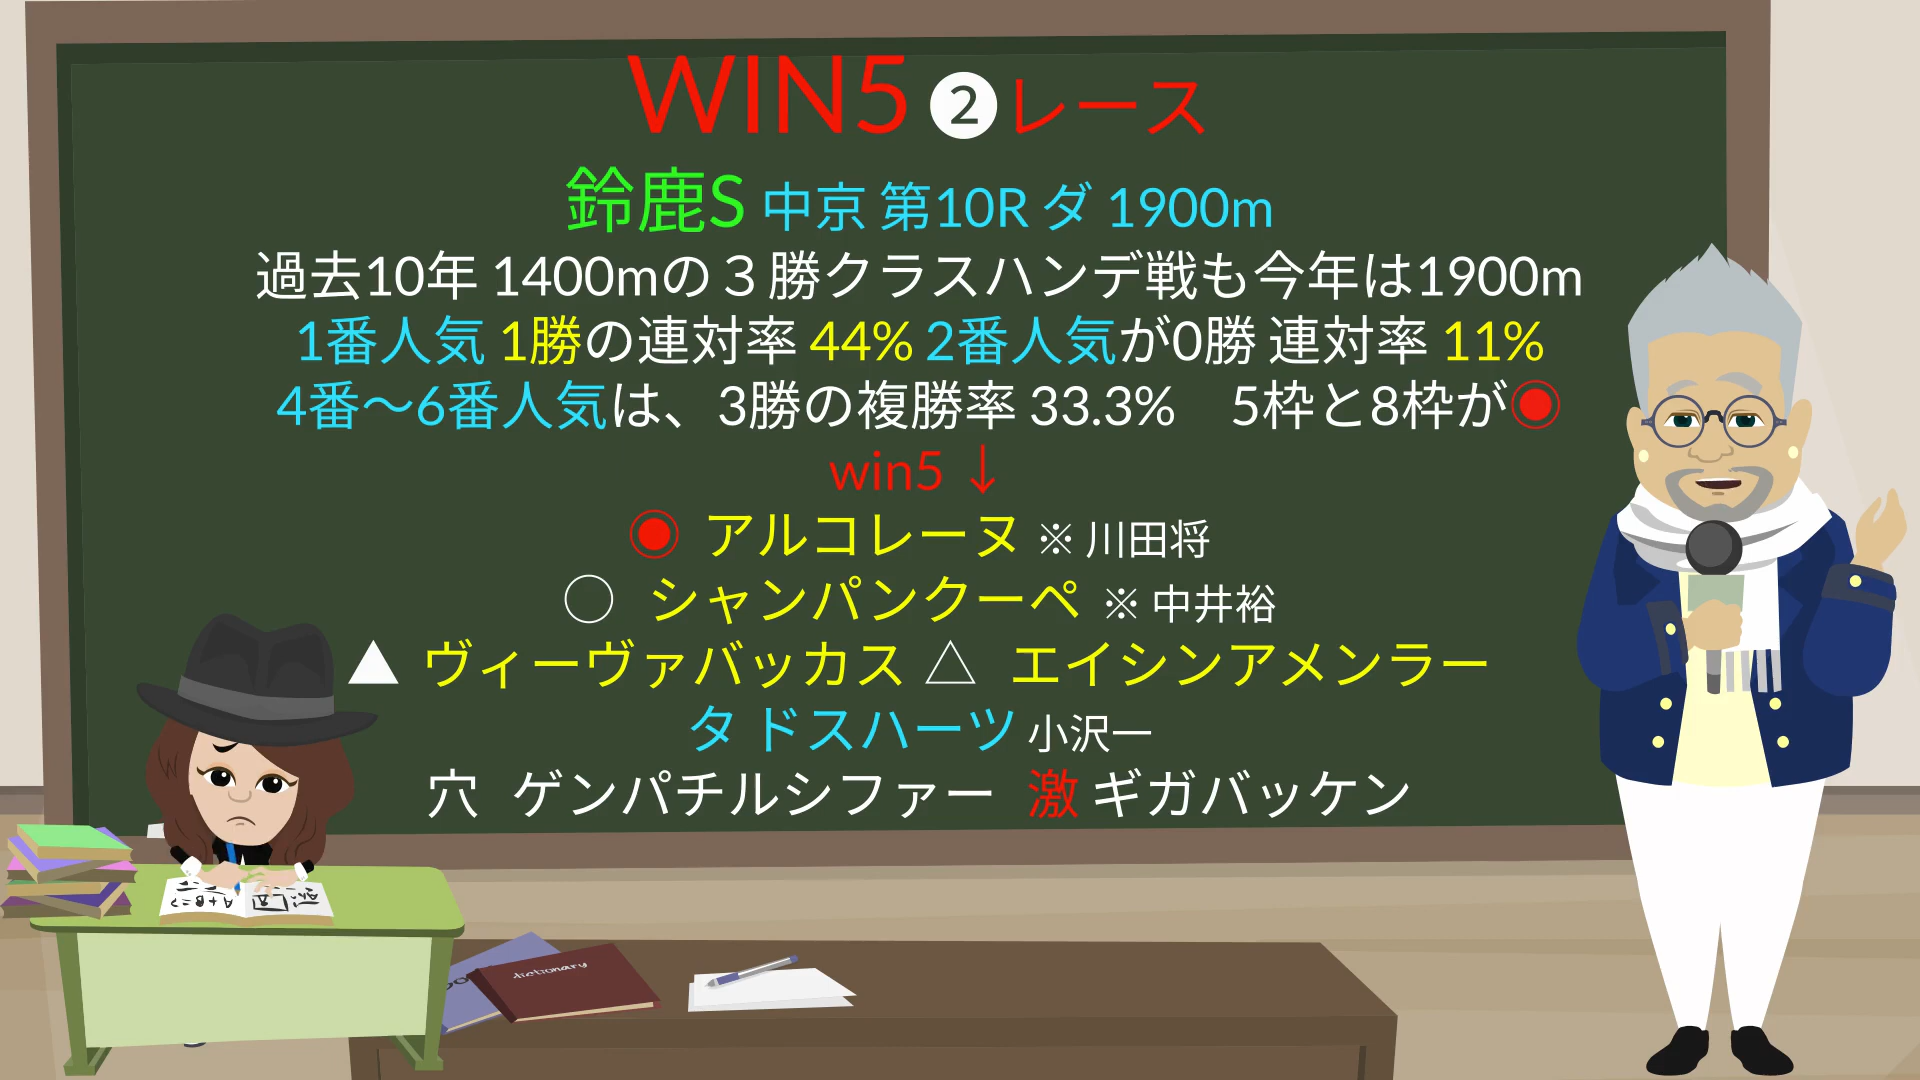 WIN5 ❷レース
鈴鹿S 中京 第10R ダ 1900m
過去10年 1400mの３勝クラスハンデ戦も今年は1900m
1番人気 1勝の連対率 44% 2番人気が0勝 連対率 11%
4番〜6番人気は、3勝の複勝率 33.3%　5枠と8枠が◉
win5 ↓
◉ アルコレーヌ ※ 川田将
○ シャンパンクーペ ※ 中井裕
▲ ヴィーヴァバッカス △ エイシンアメンラー
タ ドスハーツ 小沢一
穴 ゲンパチルシファー 激 ギガバッケン
dictionary